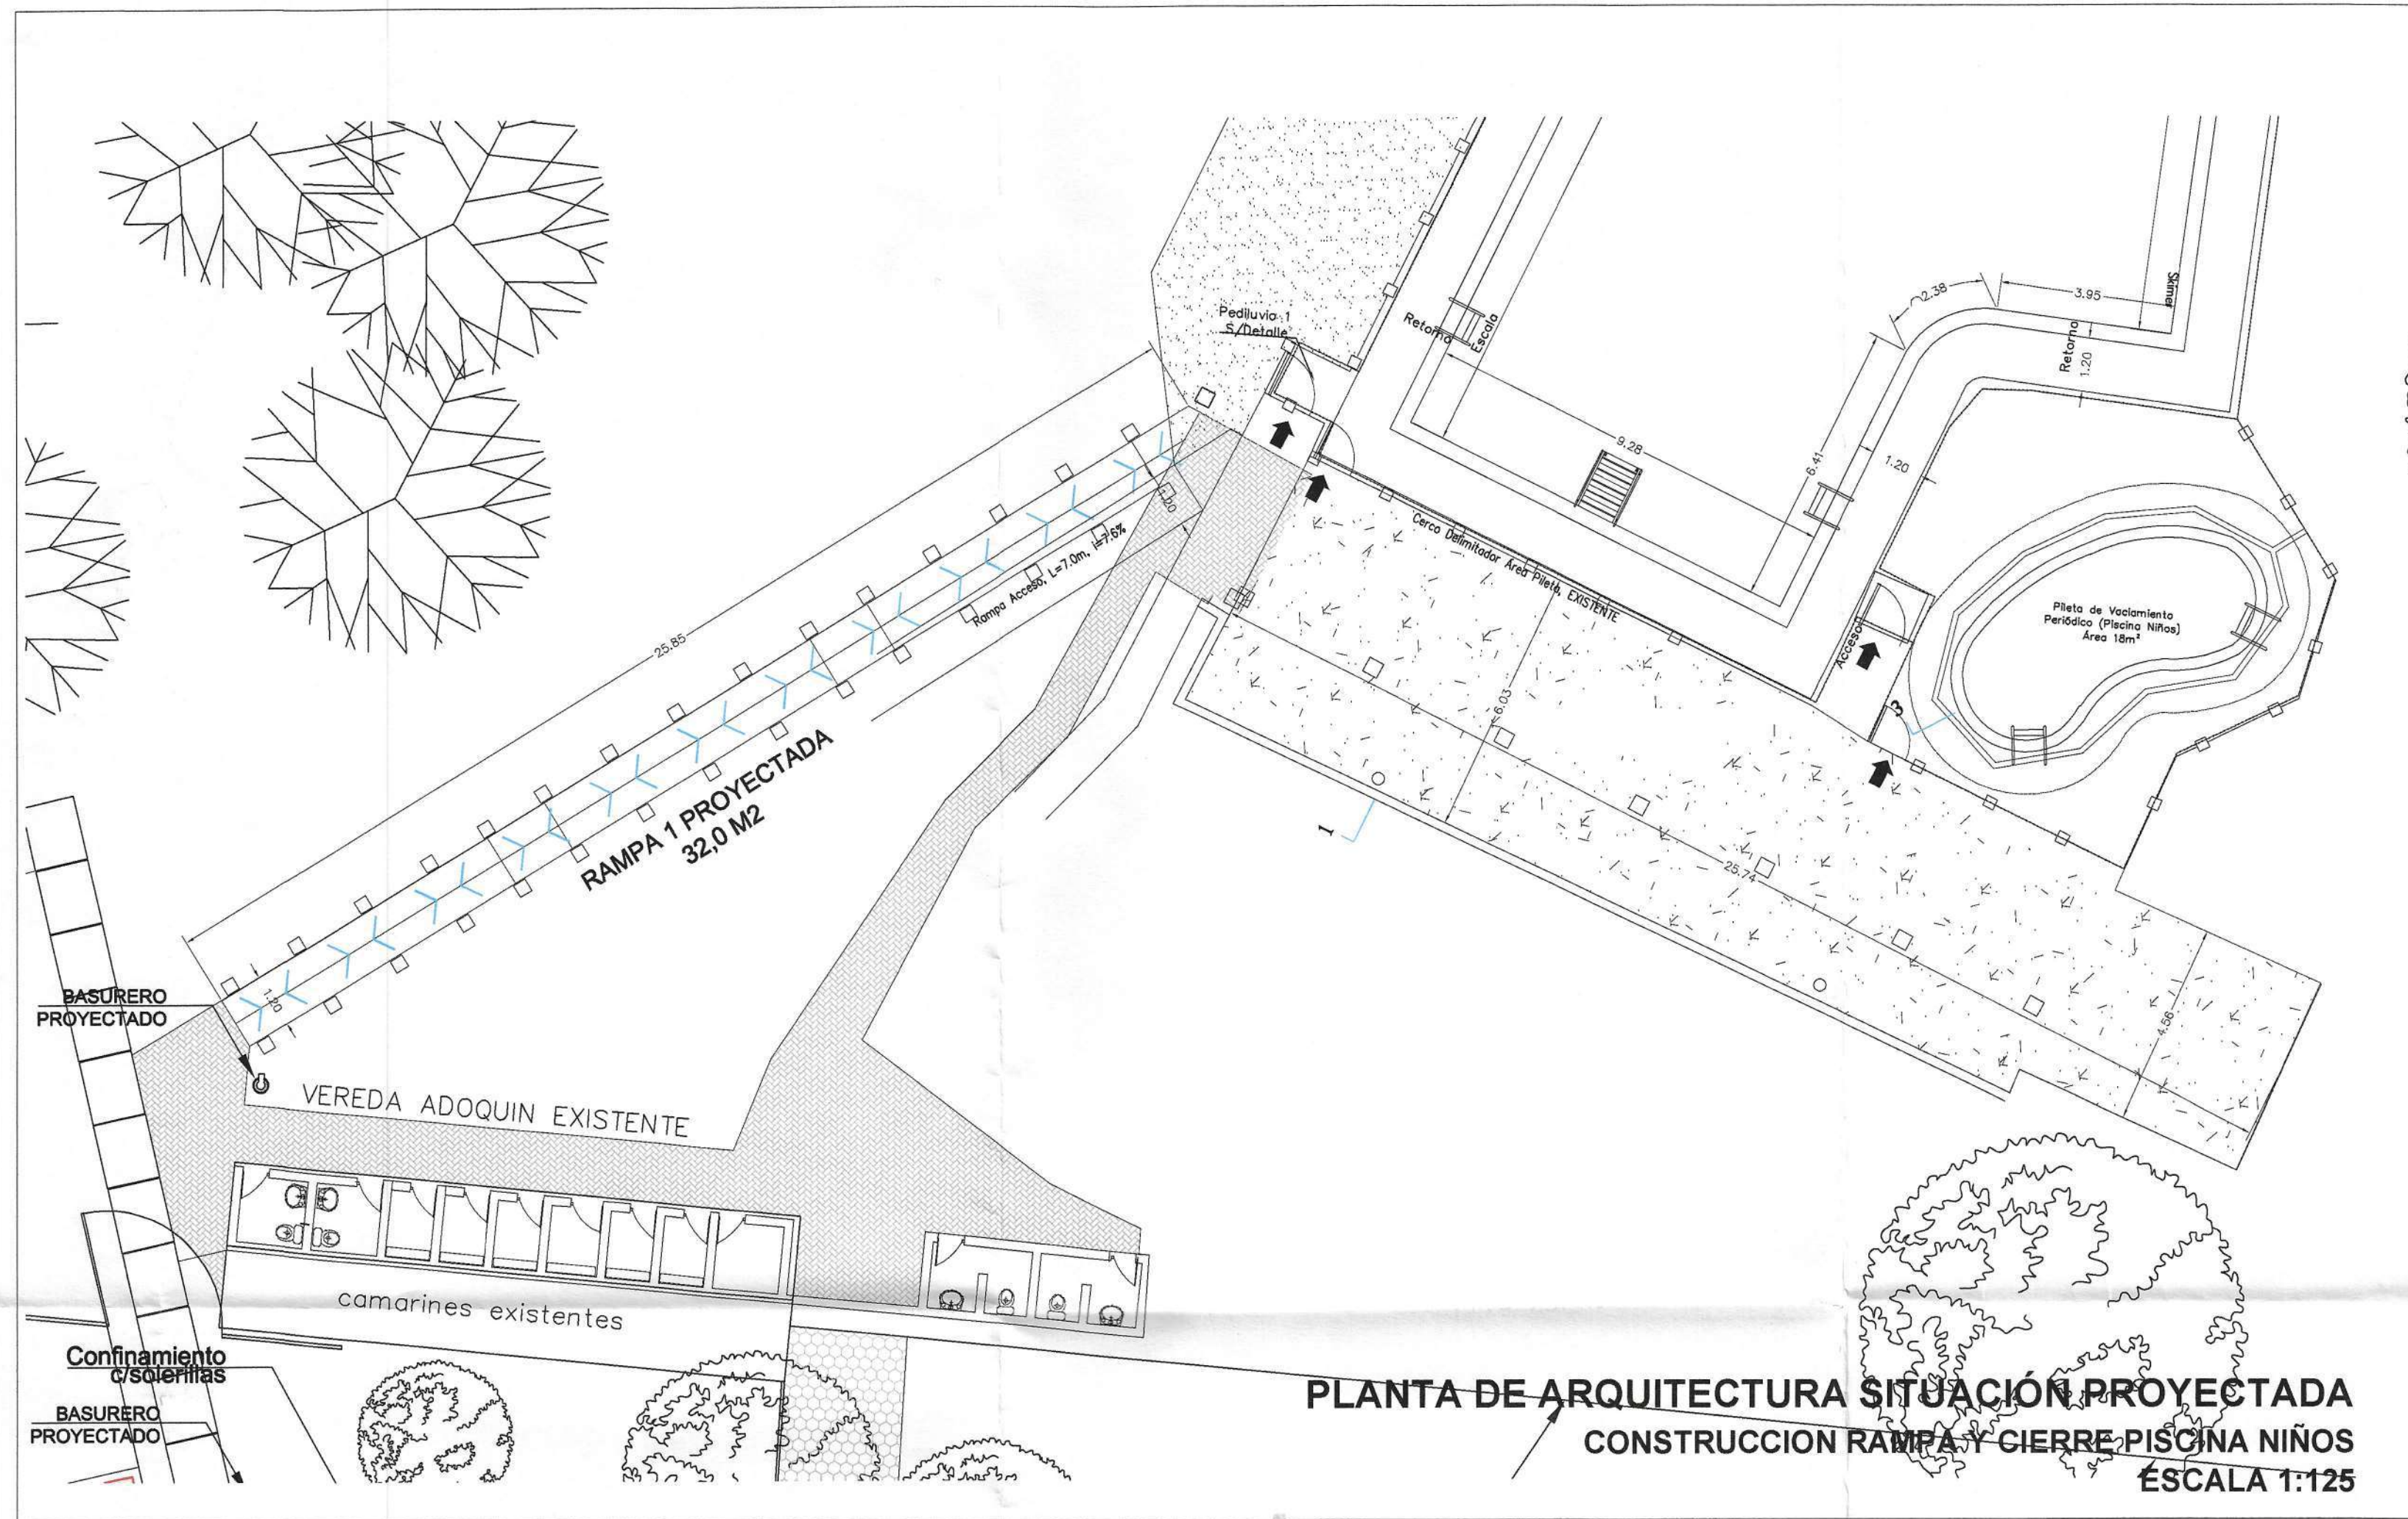 Pediluvio 1
S/Detalle
Retorno
Escala
2.38
3.95
Skimer
Retorno
1.20
9.28
6.41
1.20
1.20
Rampa Acceso, L=7.0m, i=7.6%
Cerco Delimitador Área Pileta, EXISTENTE
Pileta de Vaciamiento
Periódico (Piscina Niños)
Área 18m²
Acceso
25.85
6.03
3
RAMPA 1 PROYECTADA
32,0 M2
1
25.74
4.56
BASURERO
PROYECTADO
1.20
VEREDA ADOQUIN EXISTENTE
camarines existentes
Confinamiento
c/solerillas
BASURERO
PROYECTADO
PLANTA DE ARQUITECTURA SITUACIÓN PROYECTADA
CONSTRUCCION RAMPA Y CIERRE PISCINA NIÑOS
ESCALA 1:125